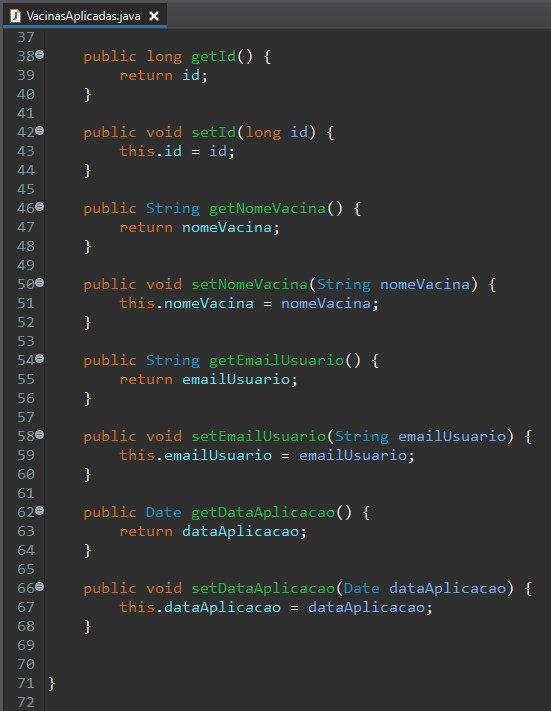 VacinasAplicadas.java
37
38 public long getId() {
39 return id;
40 }
41
42 public void setId(long id) {
43 this.id = id;
44 }
45
46 public String getNomeVacina() {
47 return nomeVacina;
48 }
49
50 public void setNomeVacina(String nomeVacina) {
51 this.nomeVacina = nomeVacina;
52 }
53
54 public String getEmailUsuario() {
55 return emailUsuario;
56 }
57
58 public void setEmailUsuario(String emailUsuario) {
59 this.emailUsuario = emailUsuario;
60 }
61
62 public Date getDataAplicacao() {
63 return dataAplicacao;
64 }
65
66 public void setDataAplicacao(Date dataAplicacao) {
67 this.dataAplicacao = dataAplicacao;
68 }
69
70
71 }
72